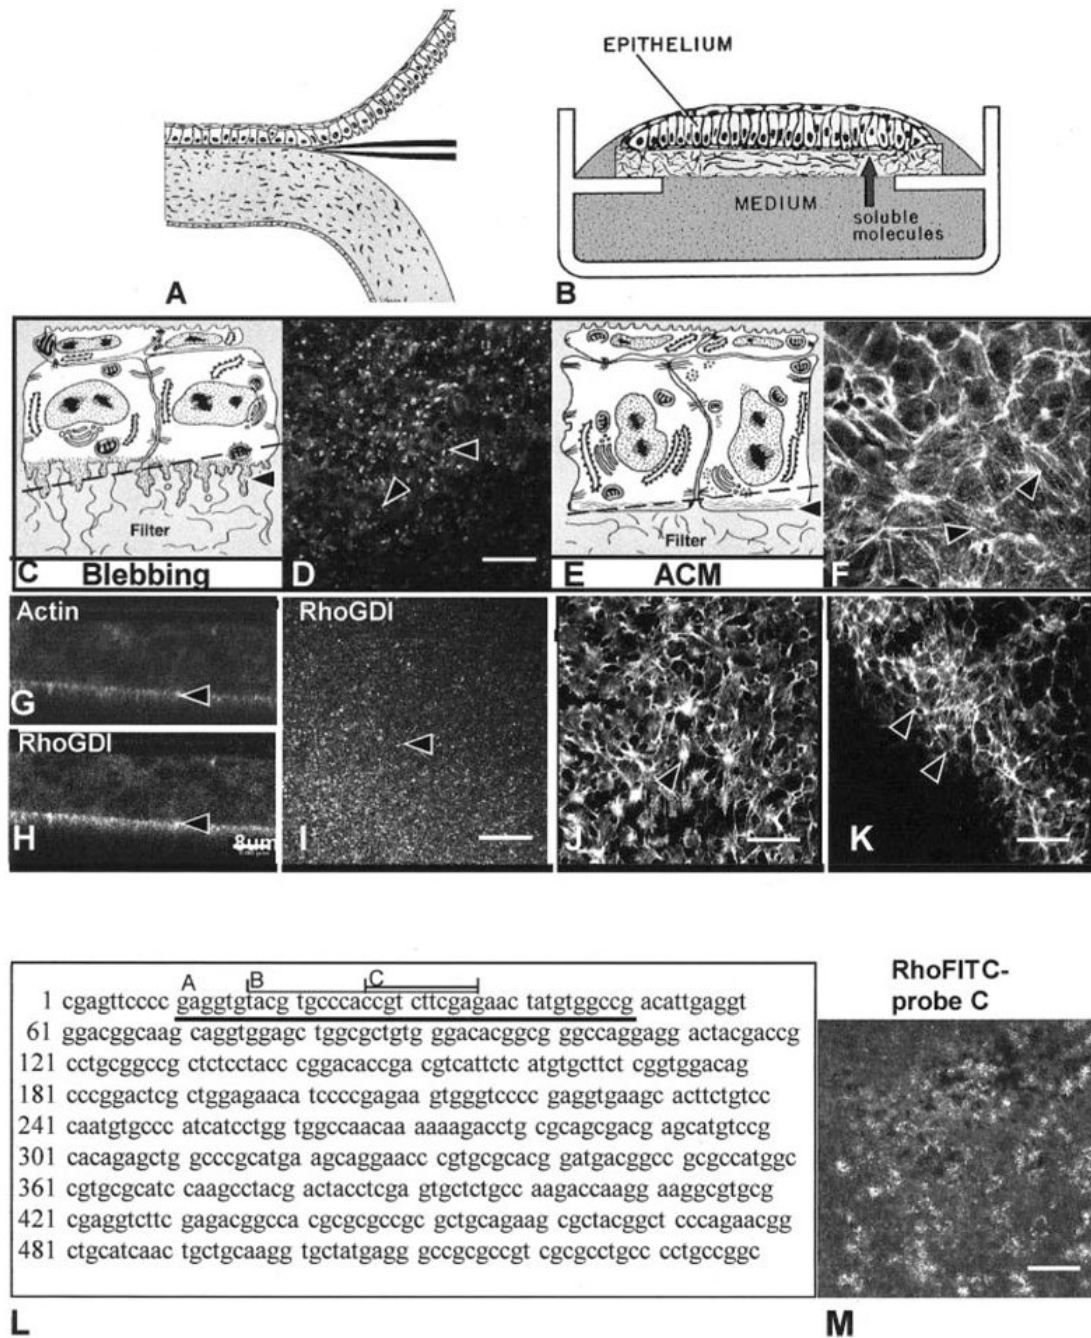 EPITHELIUM
MEDIUM
soluble
molecules
A
B
Filter
Filter
C
Blebbing
D
E
ACM
F
Actin
RhoGDI
G
RhoGDI
H
8um
I
J
K
A B C
1 cgagttcccc gaggtgtacg tgcccaccgt cttcgagaac tatgtggccg acattgaggt
61 ggacggcaag caggtggagc tggcgctgtg ggacacggcg ggccaggagg actacgaccg
121 cctgcggccg ctctcctacc cggacaccga cgtcattctc atgtgcttct cggtggacag
181 cccggactcg ctggagaaca tccccgagaa gtgggtcccc gaggtgaagc acttctgtcc
241 caatgtgccc atcatcctgg tggccaacaa aaaagacctg cgcagcgacg agcatgtccg
301 cacagagctg gcccgcatga agcaggaacc cgtgcgcacg gatgacggcc gcgccatggc
361 cgtgcgcatc caagcctacg actacctcga gtgctctgcc aagaccaagg aaggcgtgcg
421 cgaggtcttc gagacggcca cgcgcgccgc gctgcagaag cgctacggct cccagaacgg
481 ctgcatcaac tgctgcaagg tgctatgagg gccgcgccgt cgcgcctgcc cctgccggc
RhoFITC-
probe C
L
M